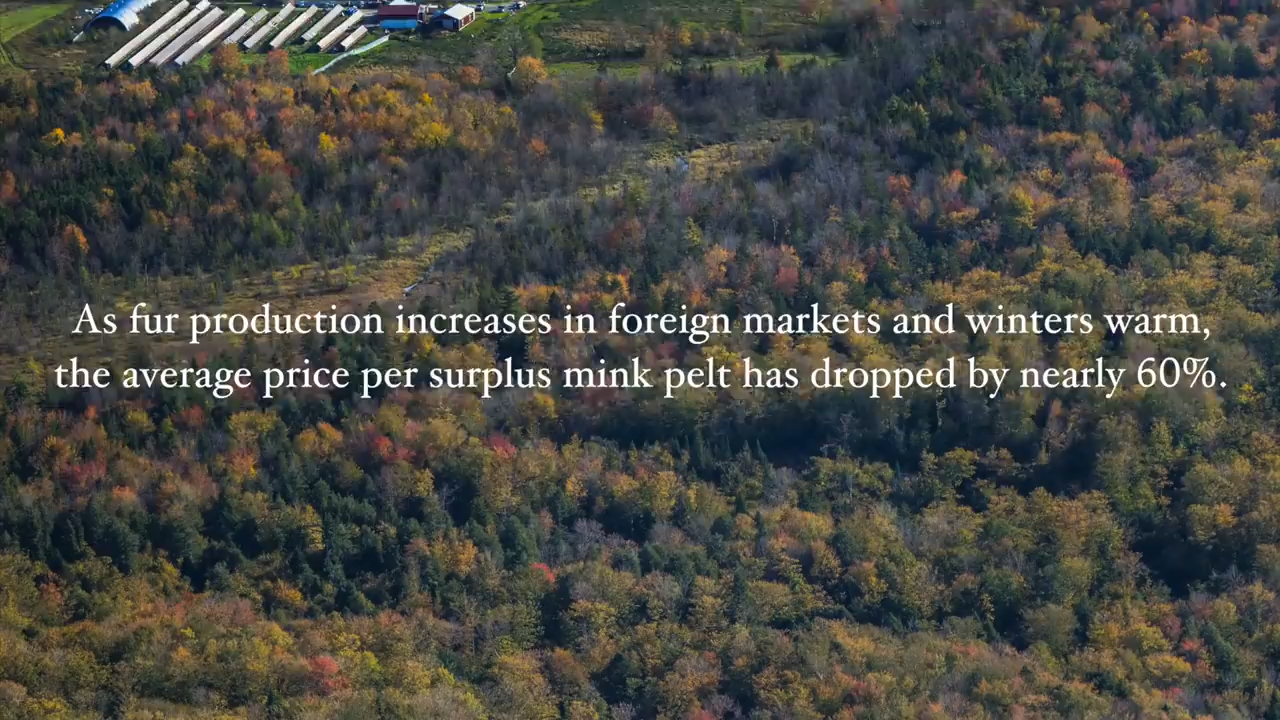 As fur production increases in foreign markets and winters warm,
the average price per surplus mink pelt has dropped by nearly 60%.